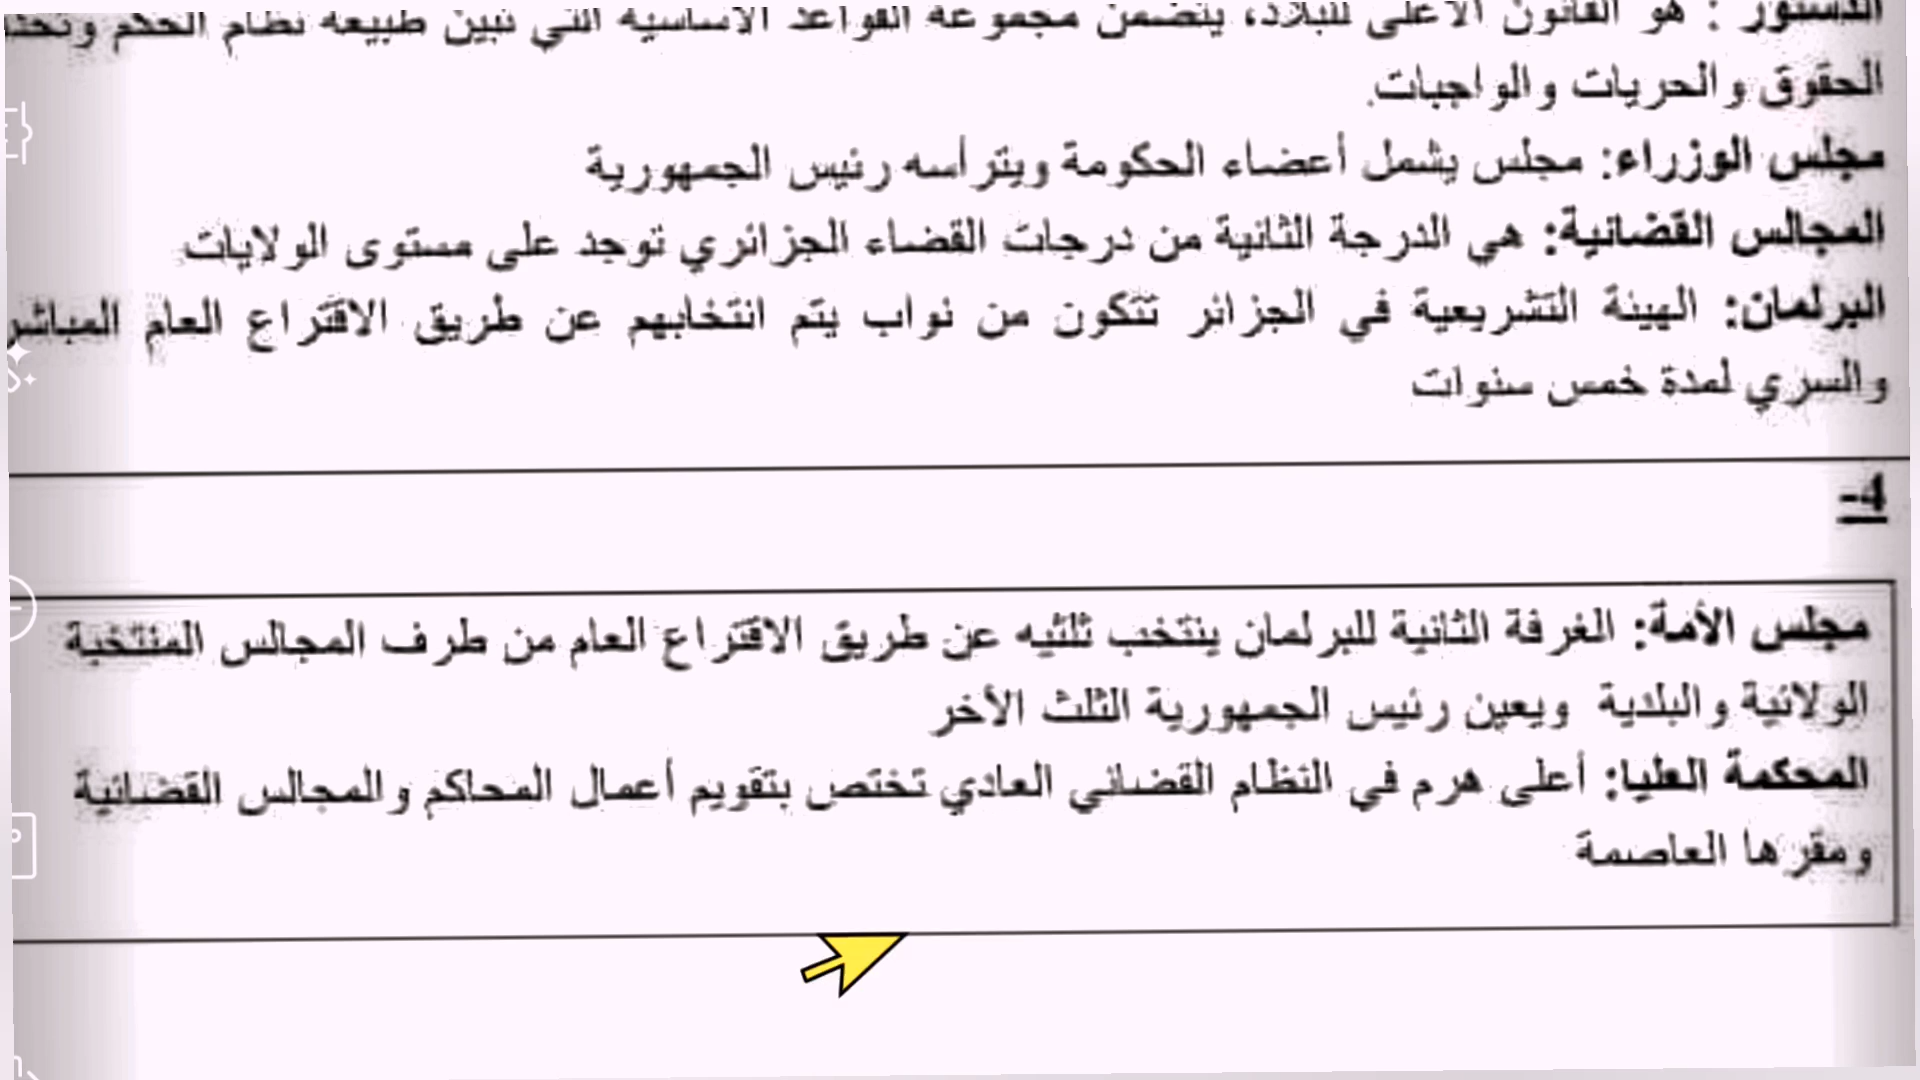 الدستور : هو القانون الأعلى للبلاد، يتضمن مجموعة القواعد الأساسية التي تبين طبيعة نظام الحكم
الحقوق والحريات والواجبات.
مجلس الوزراء: مجلس يشمل أعضاء الحكومة ويترأسه رئيس الجمهورية
المجالس القضائية: هي الدرجة الثانية من درجات القضاء الجزائري توجد على مستوى الولايات
البرلمان: الهيئة التشريعية في الجزائر تتكون من نواب يتم انتخابهم عن طريق الاقتراع العام المباشر
والسري لمدة خمس سنوات
4-
مجلس الأمة: الغرفة الثانية للبرلمان ينتخب ثلثيه عن طريق الاقتراع العام من طرف المجالس المنتخبة
الولائية والبلدية ويعين رئيس الجمهورية الثلث الأخر
المحكمة العليا: أعلى هرم في النظام القضائي العادي تختص بتقويم أعمال المحاكم والمجالس القضائية
ومقرها العاصمة